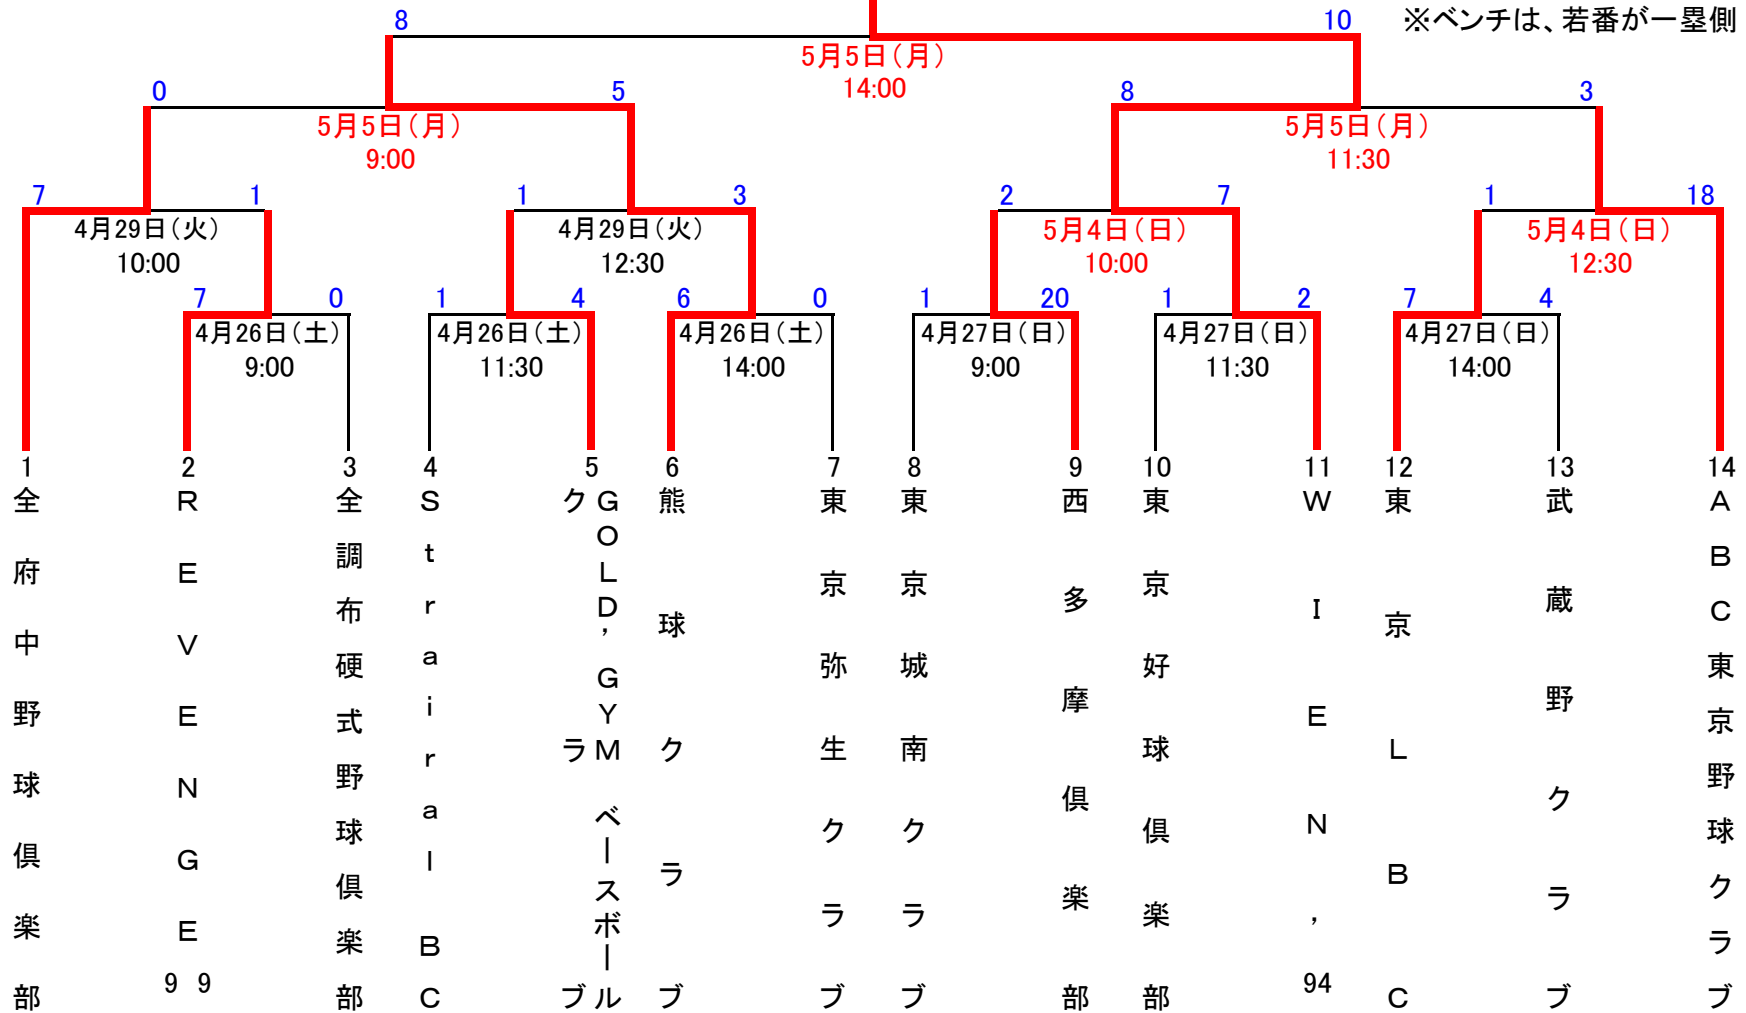 8
10
※ベンチは、若番が一塁側
5月5日(月)
14:00
0
5
8
3
5月5日(月)
9:00
5月5日(月)
11:30
7
1
1
3
2
7
1
18
4月29日(火)
10:00
4月29日(火)
12:30
5月4日(日)
10:00
5月4日(日)
12:30
7
0
1
4
6
0
1
20
1
2
7
4
4月26日(土)
9:00
4月26日(土)
11:30
4月26日(土)
14:00
4月27日(日)
9:00
4月27日(日)
11:30
4月27日(日)
14:00
1
2
3
4
5
6
7
8
9
10
11
12
13
14
全府中野球倶楽部
REVENGE99
全調布硬式野球倶楽部
Strairal BC
GOLD'GYM ベースボール
クラブ
熊球クラブ
東京弥生クラブ
東京城南クラブ
西多摩倶楽部
東京好球倶楽部
WIEN'94
東京LBC
武蔵野クラブ
ABC東京野球クラブ